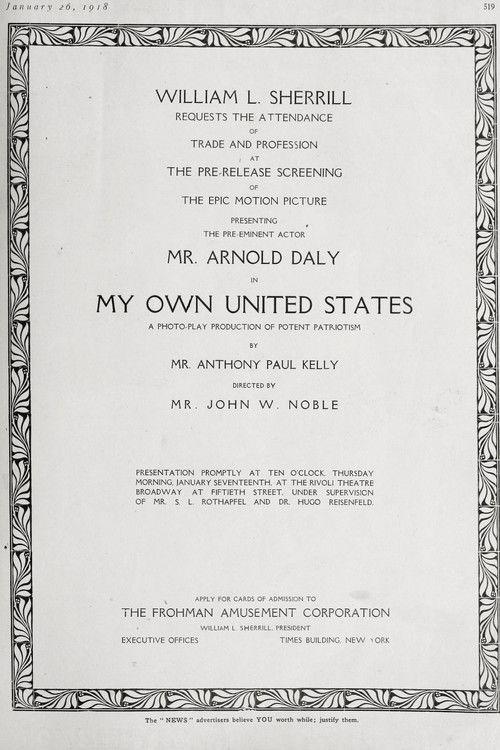 January 26, 1918
519
WILLIAM L. SHERRILL
REQUESTS THE ATTENDANCE
OF
TRADE AND PROFESSION
AT
THE PRE-RELEASE SCREENING
OF
THE EPIC MOTION PICTURE
PRESENTING
THE PRE-EMINENT ACTOR
MR. ARNOLD DALY
IN
MY OWN UNITED STATES
A PHOTO-PLAY PRODUCTION OF POTENT PATRIOTISM
BY
MR. ANTHONY PAUL KELLY
DIRECTED BY
MR. JOHN W. NOBLE
PRESENTATION PROMPTLY AT TEN O'CLOCK, THURSDAY
MORNING, JANUARY SEVENTEENTH, AT THE RIVOLI THEATRE
BROADWAY AT FIFTIETH STREET, UNDER SUPERVISION
OF MR. S. L. ROTHAPFEL AND DR. HUGO REISENFELD.
APPLY FOR CARDS OF ADMISSION TO
THE FROHMAN AMUSEMENT CORPORATION
WILLIAM L. SHERRILL, PRESIDENT
EXECUTIVE OFFICES TIMES BUILDING, NEW YORK
The "NEWS" advertisers believe YOU worth while; justify them.